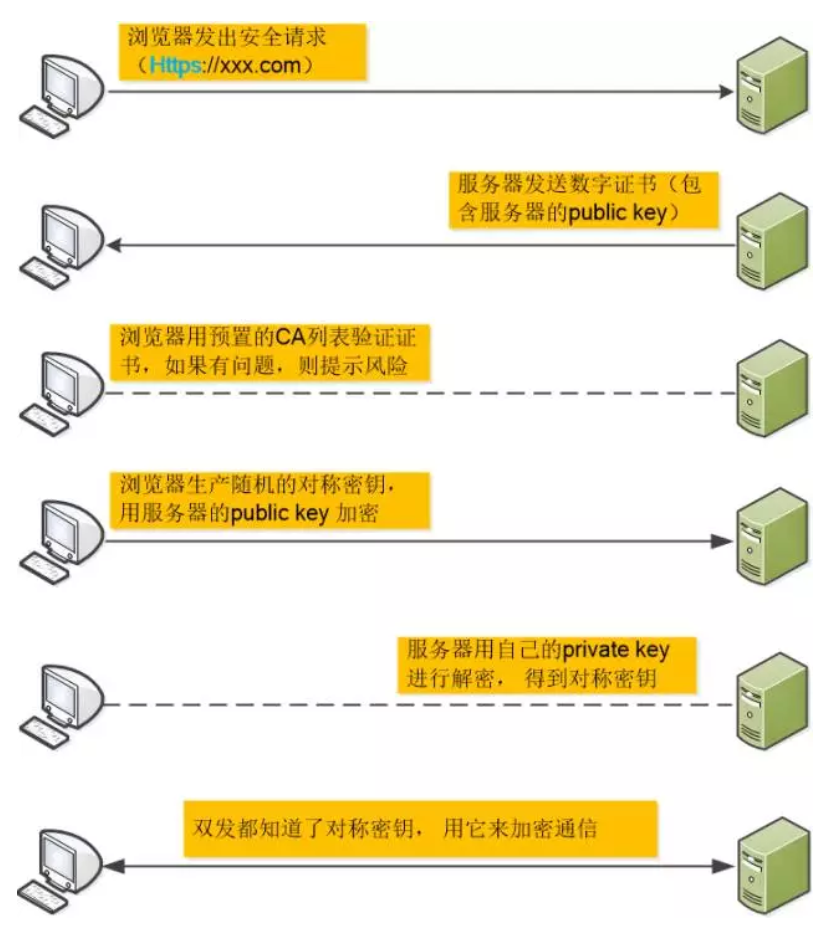 浏览器发出安全请求
（Https://xxx.com）
服务器发送数字证书（包
含服务器的public key）
浏览器用预置的CA列表验证证
书，如果有问题，则提示风险
浏览器生产随机的对称密钥，
用服务器的public key 加密
服务器用自己的private key
进行解密， 得到对称密钥
双发都知道了对称密钥， 用它来加密通信